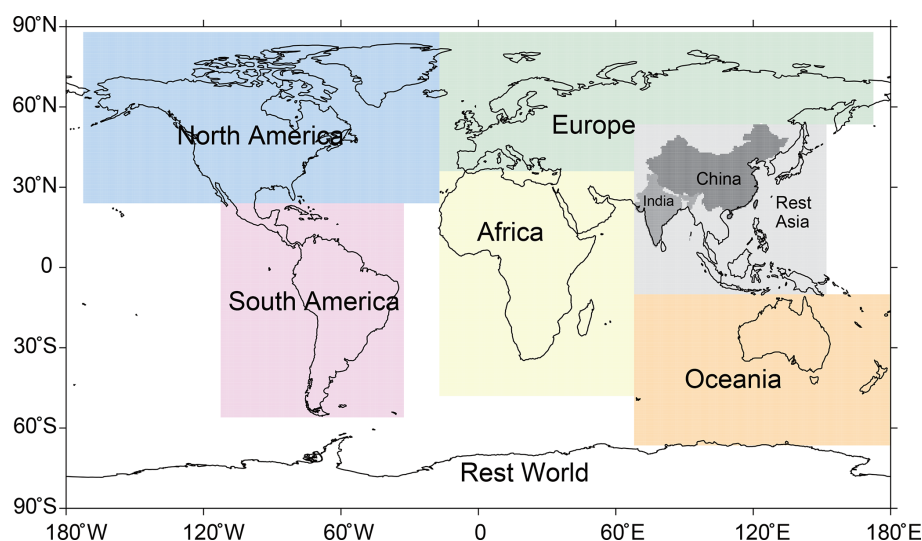 90°N
60°N
30°N
0
30°S
60°S
90°S
North America
Europe
China
India
Rest
Asia
Africa
South America
Oceania
Rest World
180°W
120°W
60°W
0
60°E
120°E
180°E